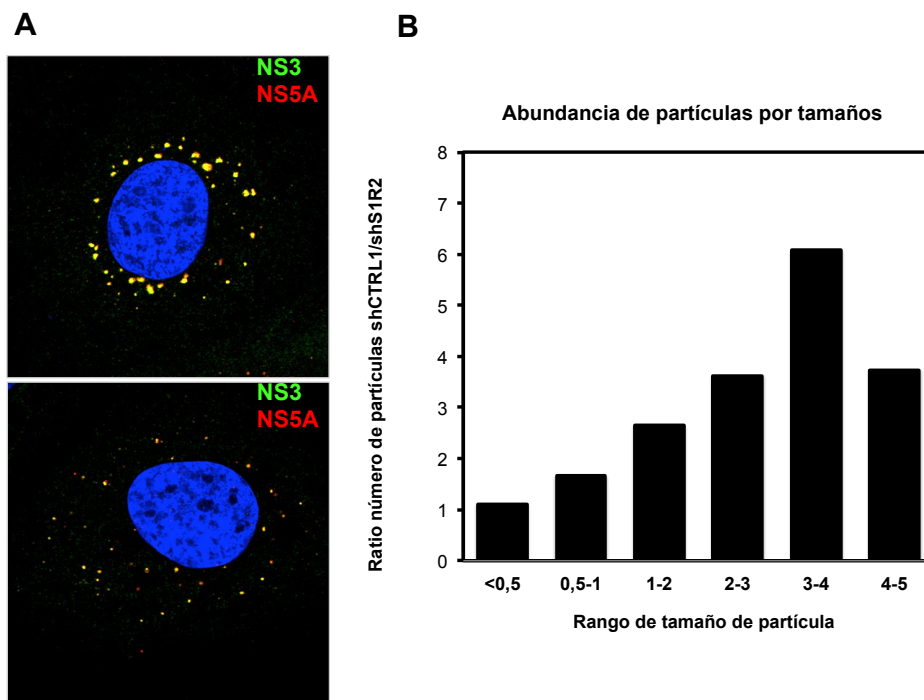 A
NS3
NS5A
NS3
NS5A
B
Abundancia de partículas por tamaños
Ratio número de partículas shCTRL1/shS1R2
8
7
6
5
4
3
2
1
0
<0,5
0,5-1
1-2
2-3
3-4
4-5
Rango de tamaño de partícula